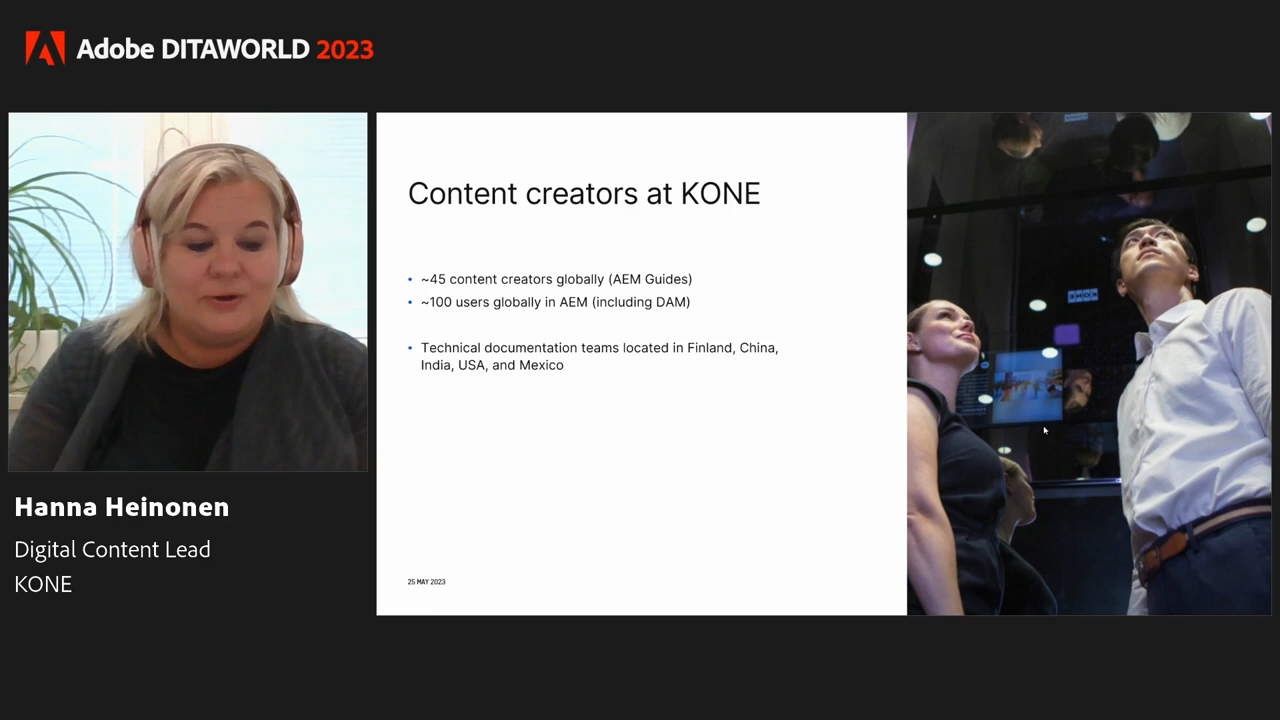 Adobe DITAWORLD 2023
Content creators at KONE
• ~45 content creators globally (AEM Guides)
• ~100 users globally in AEM (including DAM)
• Technical documentation teams located in Finland, China,
India, USA, and Mexico
25 MAY 2023
Hanna Heinonen
Digital Content Lead
KONE